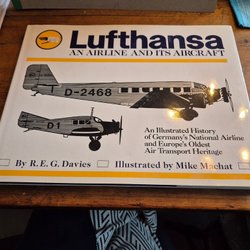 Lufthansa
AN AIRLINE AND ITS AIRCRAFT
D-2468
D1
An Illustrated History
of Germany's National Airline
and Europe's Oldest
Air Transport Heritage
By R.E.G. Davies Illustrated by Mike Machat